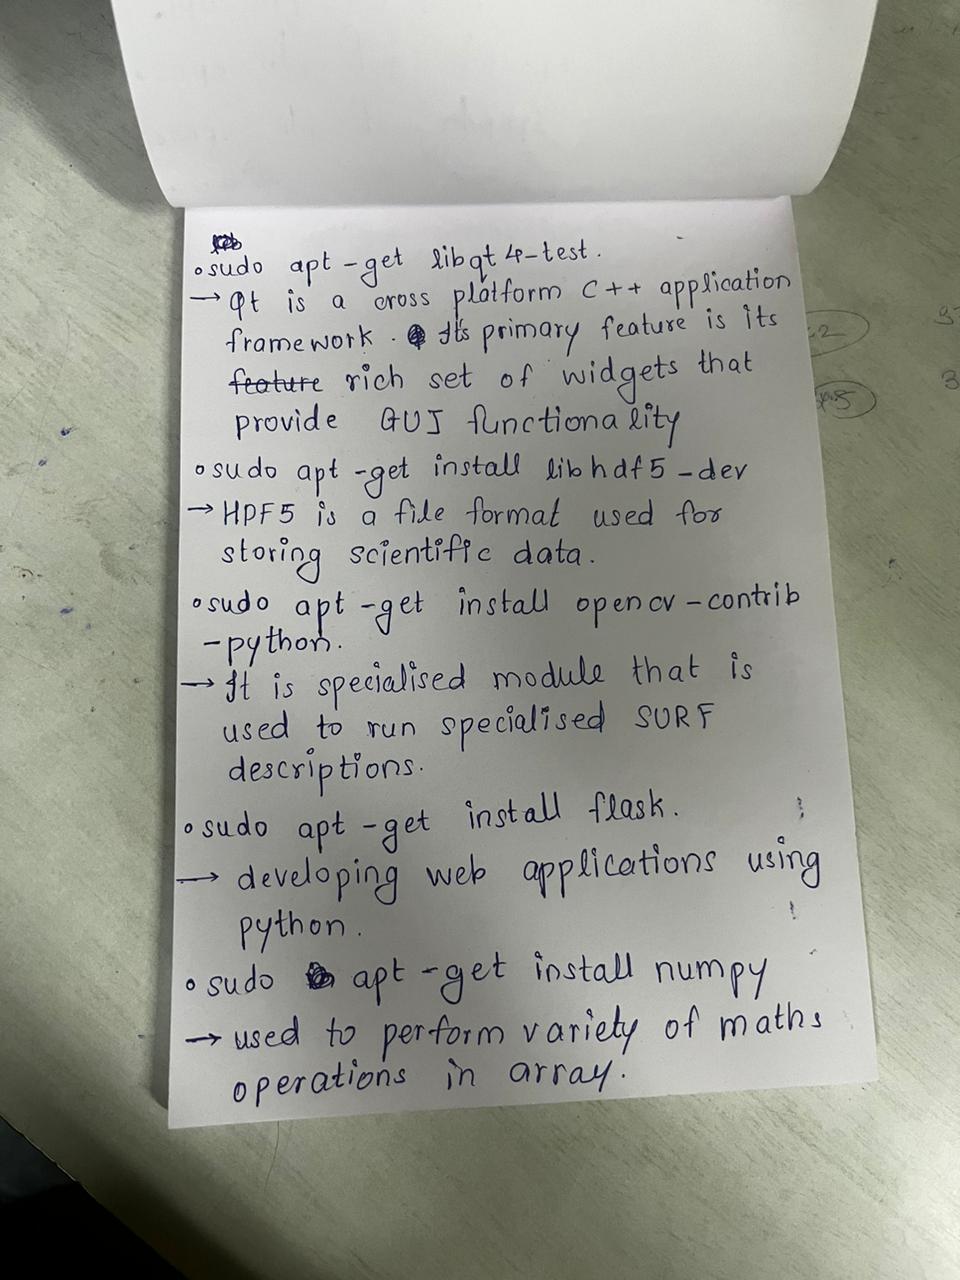 • sudo apt-get libqt4-test.
→ Qt is a cross platform C++ application
framework. It's primary feature is its
feature rich set of widgets that
provide GUI functionality
• sudo apt-get install libhdf5-dev
→ HDF5 is a file format used for
storing scientific data.
• sudo apt-get install opencv-contrib
-python.
→ It is specialised module that is
used to run specialised SURF
descriptions.
• sudo apt-get install flask.
→ developing web applications using
python.
• sudo apt-get install numpy
→ used to perform variety of maths
operations in array.